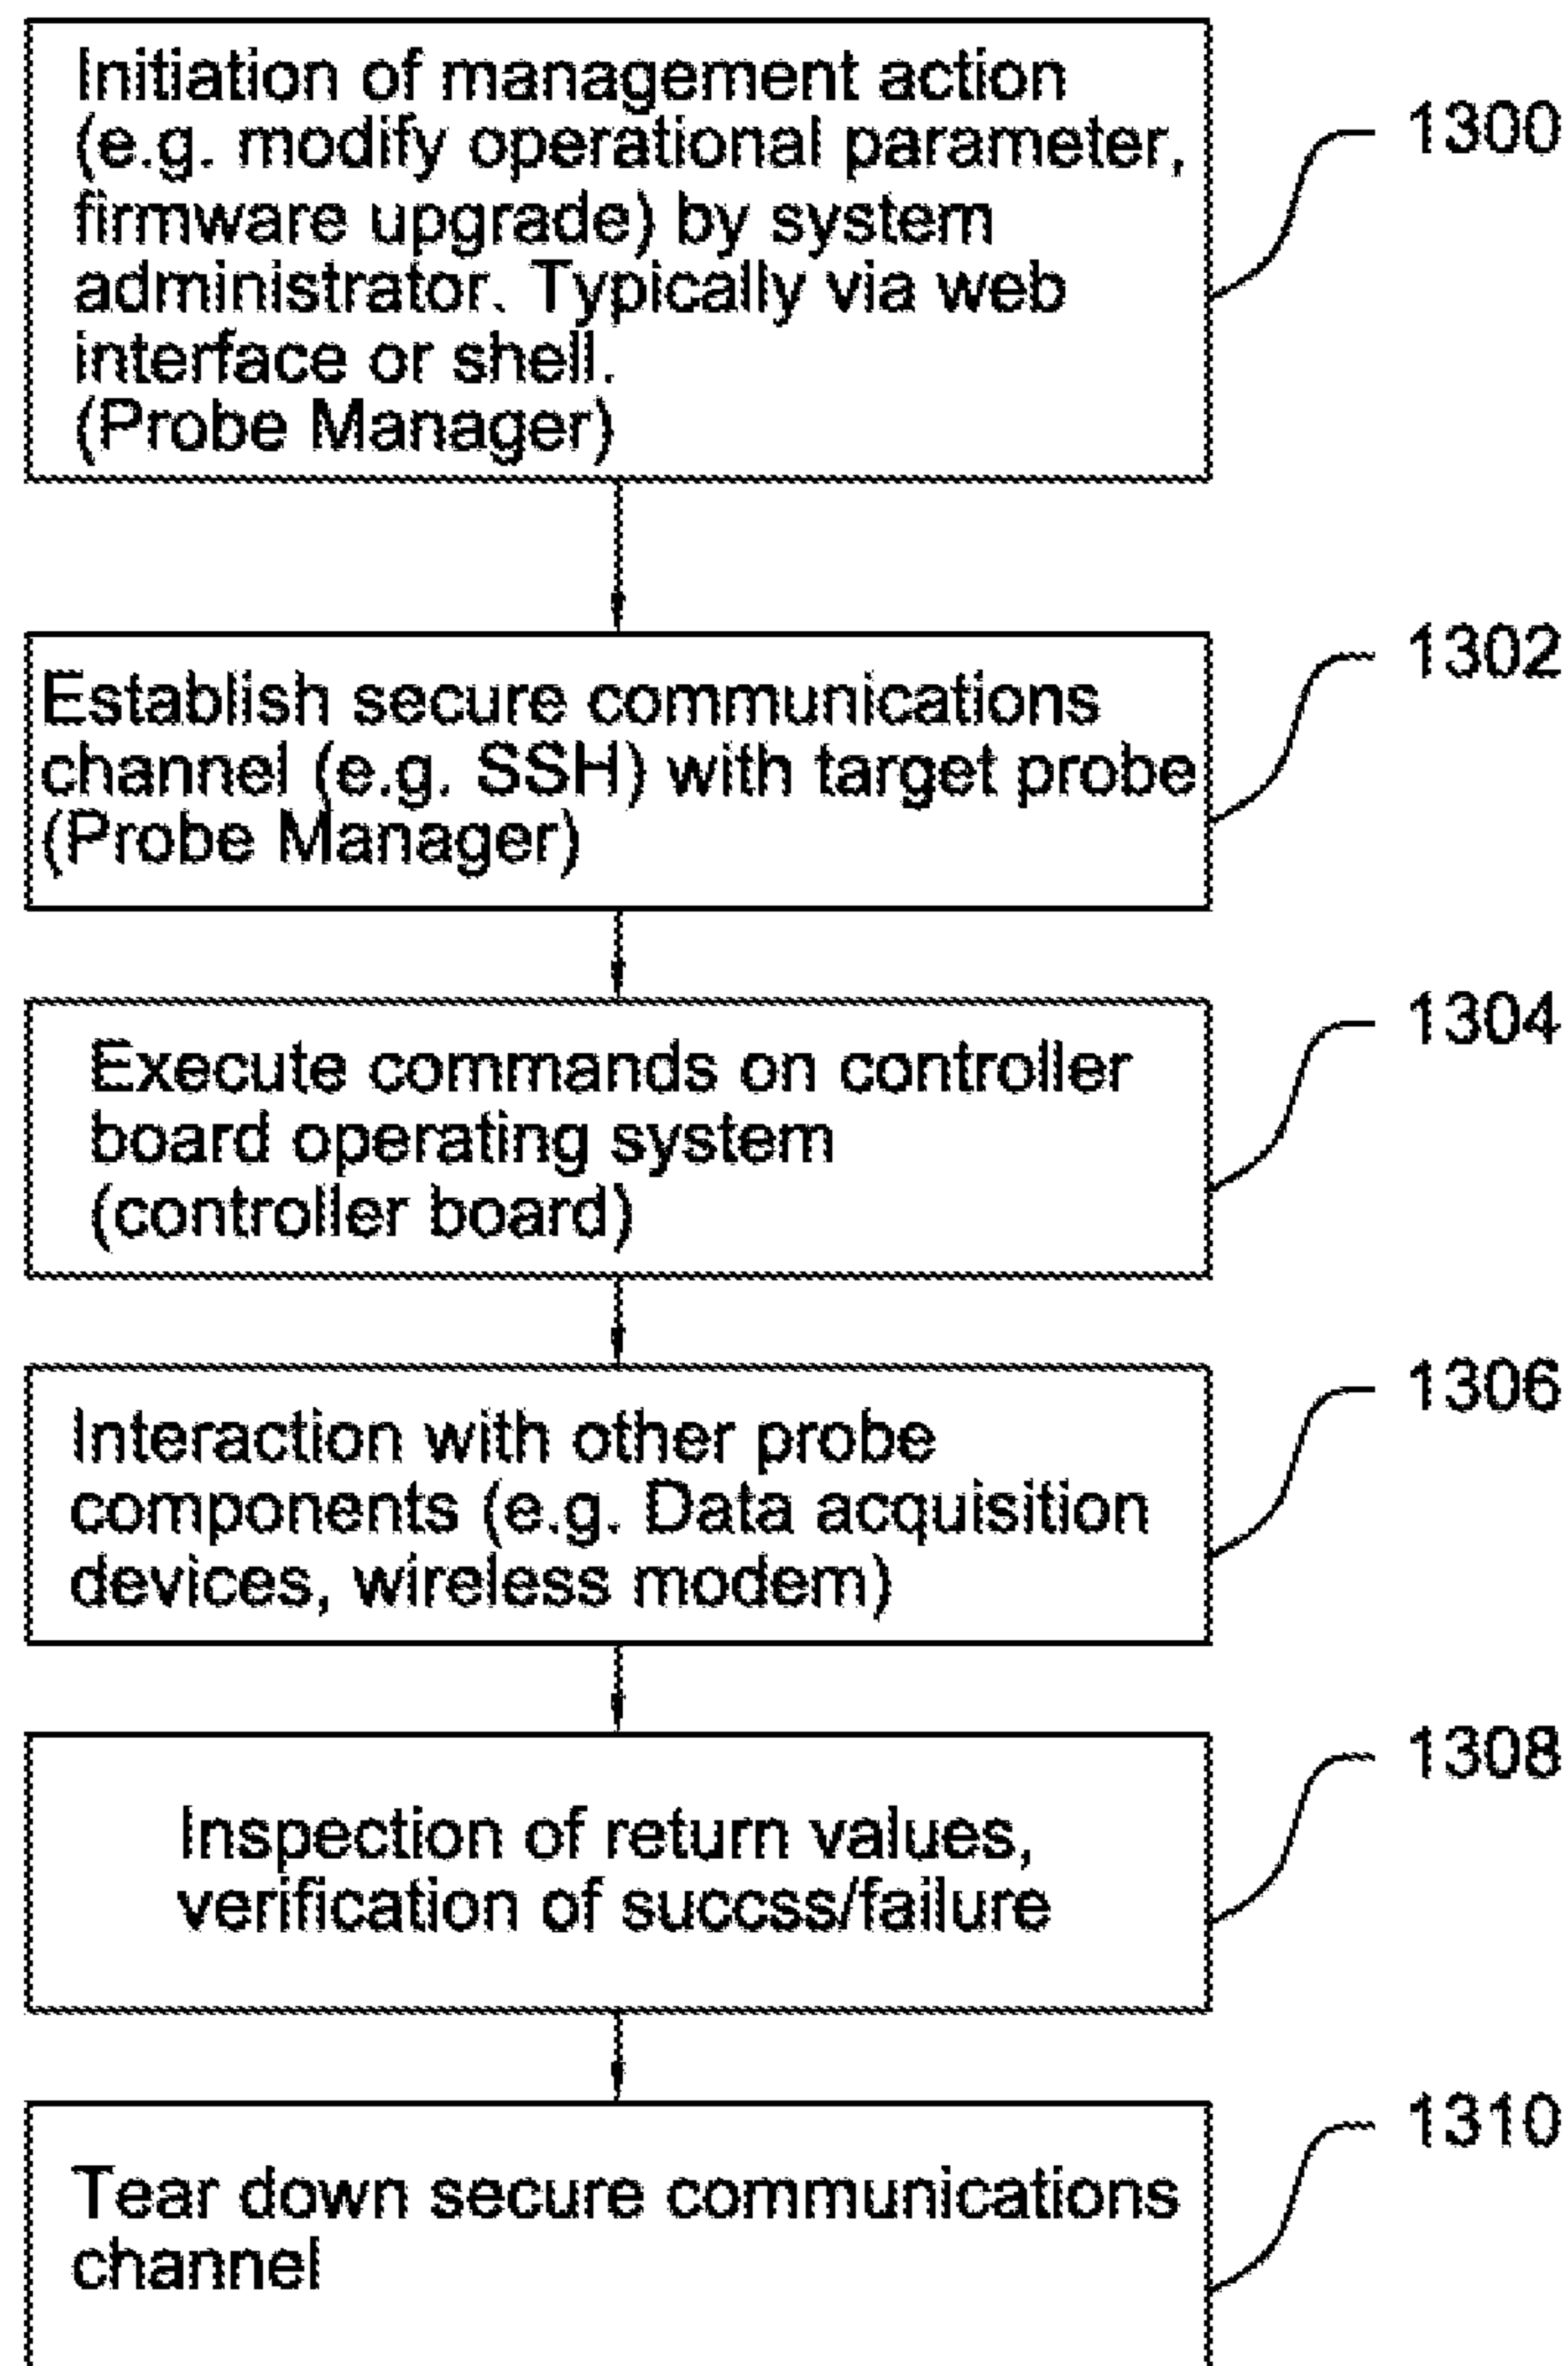 Initiation of management action
(e.g. modify operational parameter,
firmware upgrade) by system
administrator. Typically via web
interface or shell.
(Probe Manager)
1300
Establish secure communications
channel (e.g. SSH) with target probe
(Probe Manager)
1302
Execute commands on controller
board operating system
(controller board)
1304
Interaction with other probe
components (e.g. Data acquisition
devices, wireless modem)
1306
Inspection of return values,
verification of succss/failure
1308
Tear down secure communications
channel
1310